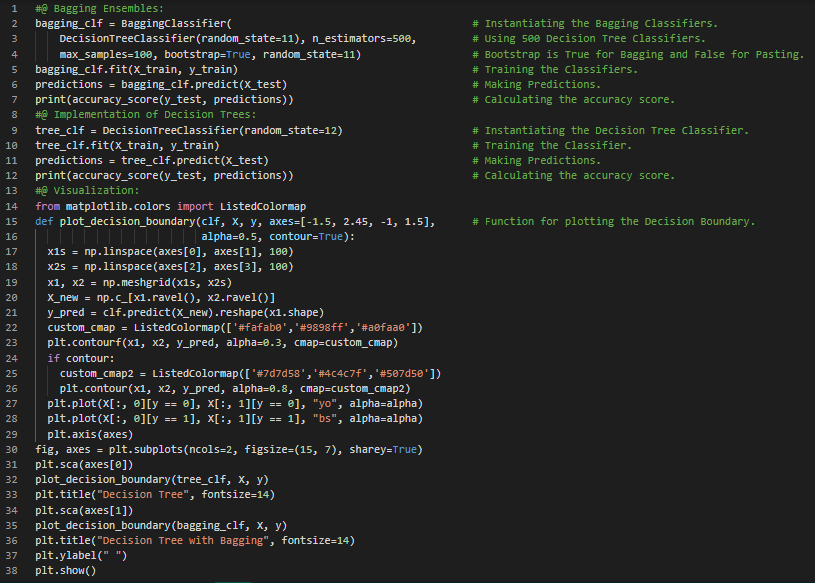 1 #@ Bagging Ensembles:
2 bagging_clf = BaggingClassifier( # Instantiating the Bagging Classifiers.
3 DecisionTreeClassifier(random_state=11), n_estimators=500, # Using 500 Decision Tree Classifiers.
4 max_samples=100, bootstrap=True, random_state=11) # Bootstrap is True for Bagging and False for Pasting.
5 bagging_clf.fit(X_train, y_train) # Training the Classifiers.
6 predictions = bagging_clf.predict(X_test) # Making Predictions.
7 print(accuracy_score(y_test, predictions)) # Calculating the accuracy score.
8 #@ Implementation of Decision Trees:
9 tree_clf = DecisionTreeClassifier(random_state=12) # Instantiating the Decision Tree Classifier.
10 tree_clf.fit(X_train, y_train) # Training the Classifier.
11 predictions = tree_clf.predict(X_test) # Making Predictions.
12 print(accuracy_score(y_test, predictions)) # Calculating the accuracy score.
13 #@ Visualization:
14 from matplotlib.colors import ListedColormap
15 def plot_decision_boundary(clf, X, y, axes=[-1.5, 2.45, -1, 1.5], # Function for plotting the Decision Boundary.
16 alpha=0.5, contour=True):
17 x1s = np.linspace(axes[0], axes[1], 100)
18 x2s = np.linspace(axes[2], axes[3], 100)
19 x1, x2 = np.meshgrid(x1s, x2s)
20 X_new = np.c_[x1.ravel(), x2.ravel()]
21 y_pred = clf.predict(X_new).reshape(x1.shape)
22 custom_cmap = ListedColormap(['#fafab0','#9898ff','#a0faa0'])
23 plt.contourf(x1, x2, y_pred, alpha=0.3, cmap=custom_cmap)
24 if contour:
25 custom_cmap2 = ListedColormap(['#7d7d58','#4c4c7f','#507d50'])
26 plt.contour(x1, x2, y_pred, alpha=0.8, cmap=custom_cmap2)
27 plt.plot(X[:, 0][y == 0], X[:, 1][y == 0], "yo", alpha=alpha)
28 plt.plot(X[:, 0][y == 1], X[:, 1][y == 1], "bs", alpha=alpha)
29 plt.axis(axes)
30 fig, axes = plt.subplots(ncols=2, figsize=(15, 7), sharey=True)
31 plt.sca(axes[0])
32 plot_decision_boundary(tree_clf, X, y)
33 plt.title("Decision Tree", fontsize=14)
34 plt.sca(axes[1])
35 plot_decision_boundary(bagging_clf, X, y)
36 plt.title("Decision Tree with Bagging", fontsize=14)
37 plt.ylabel(" ")
38 plt.show()